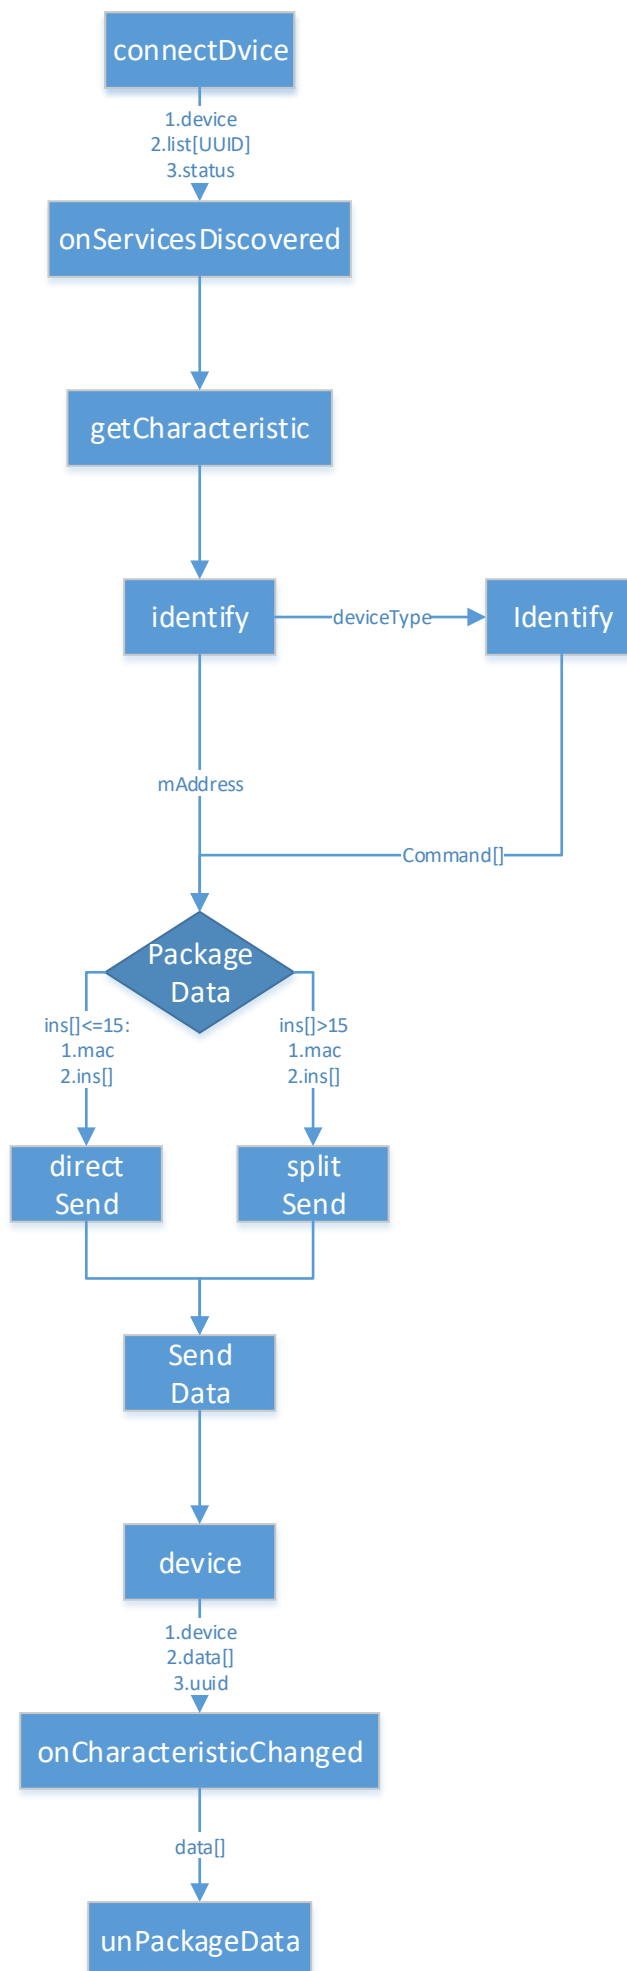 connectDvice
1.device
2.list[UUID]
3.status
onServicesDiscovered
getCharacteristic
identify
deviceType
Identify
mAddress
Command[]
Package
Data
ins[]<=15:
1.mac
2.ins[]
ins[]>15
1.mac
2.ins[]
direct
Send
split
Send
Send
Data
device
1.device
2.data[]
3.uuid
onCharacteristicChanged
data[]
unPackageData